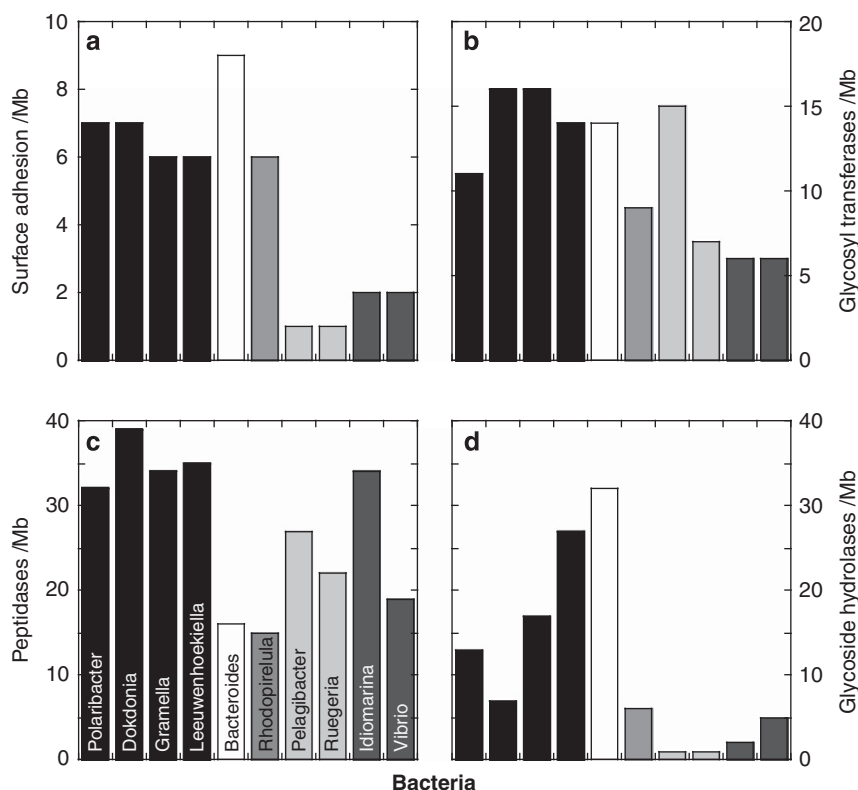 10
8
6
4
2
0
Surface adhesion /Mb
a
b
20
15
10
5
0
Glycosyl transferases /Mb
40
30
20
10
0
Peptidases /Mb
c
Polaribacter
Dokdonia
Gramella
Leeuwenhoekiella
Bacteroides
Rhodopirelula
Pelagibacter
Ruegeria
Idiomarina
Vibrio
d
40
30
20
10
0
Glycoside hydrolases /Mb
Bacteria